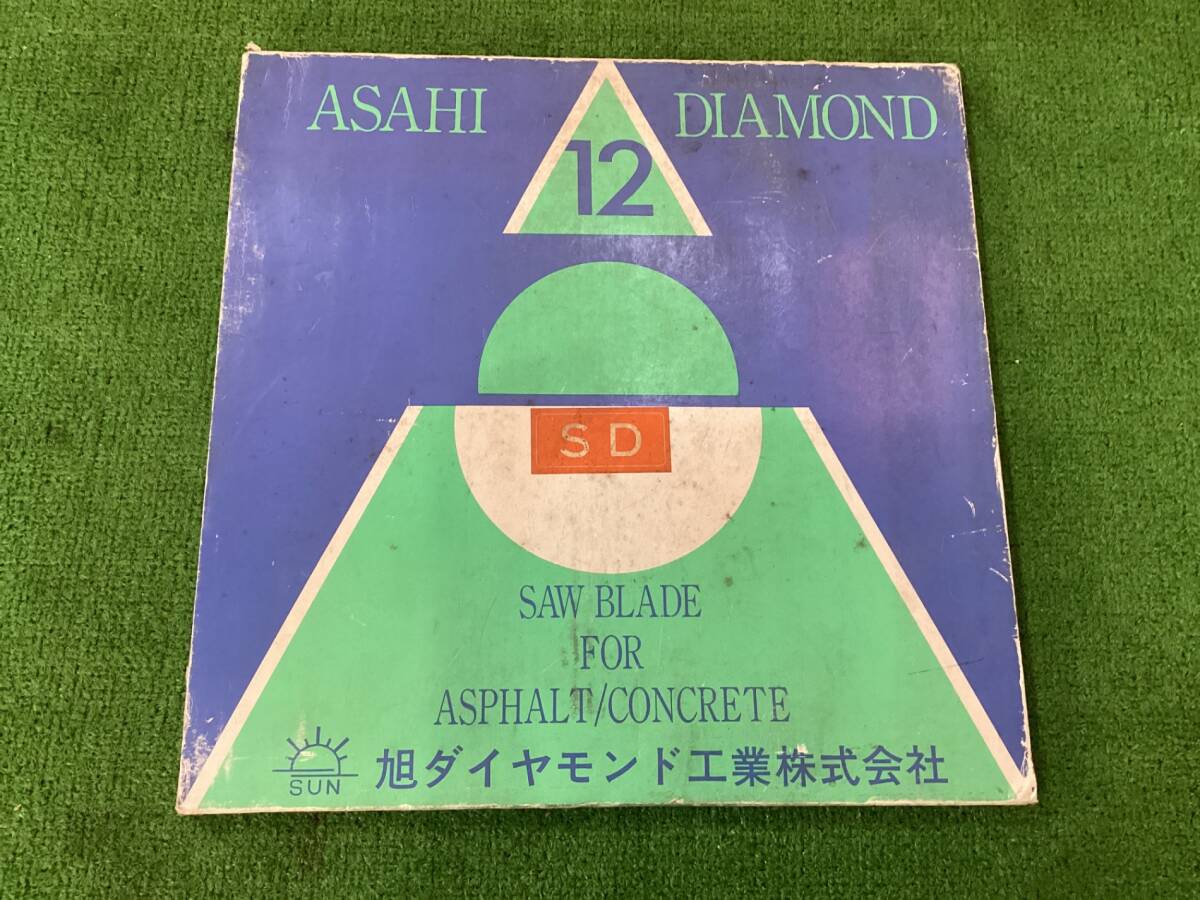 ASAHI DIAMOND
12
SD
SAW BLADE
FOR
ASPHALT/CONCRETE
SUN
旭ダイヤモンド工業株式会社